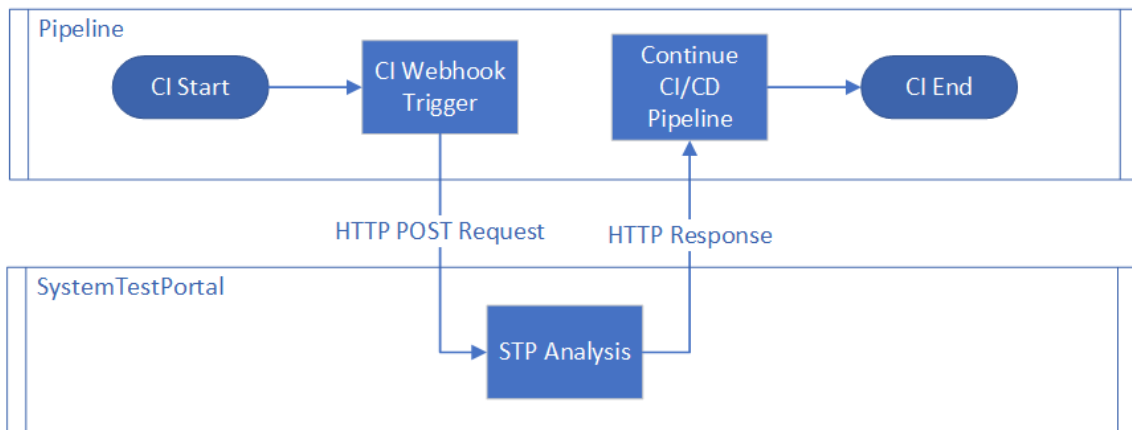 Pipeline
CI Start
CI Webhook
Trigger
Continue
CI/CD
Pipeline
CI End
HTTP POST Request
HTTP Response
SystemTestPortal
STP Analysis